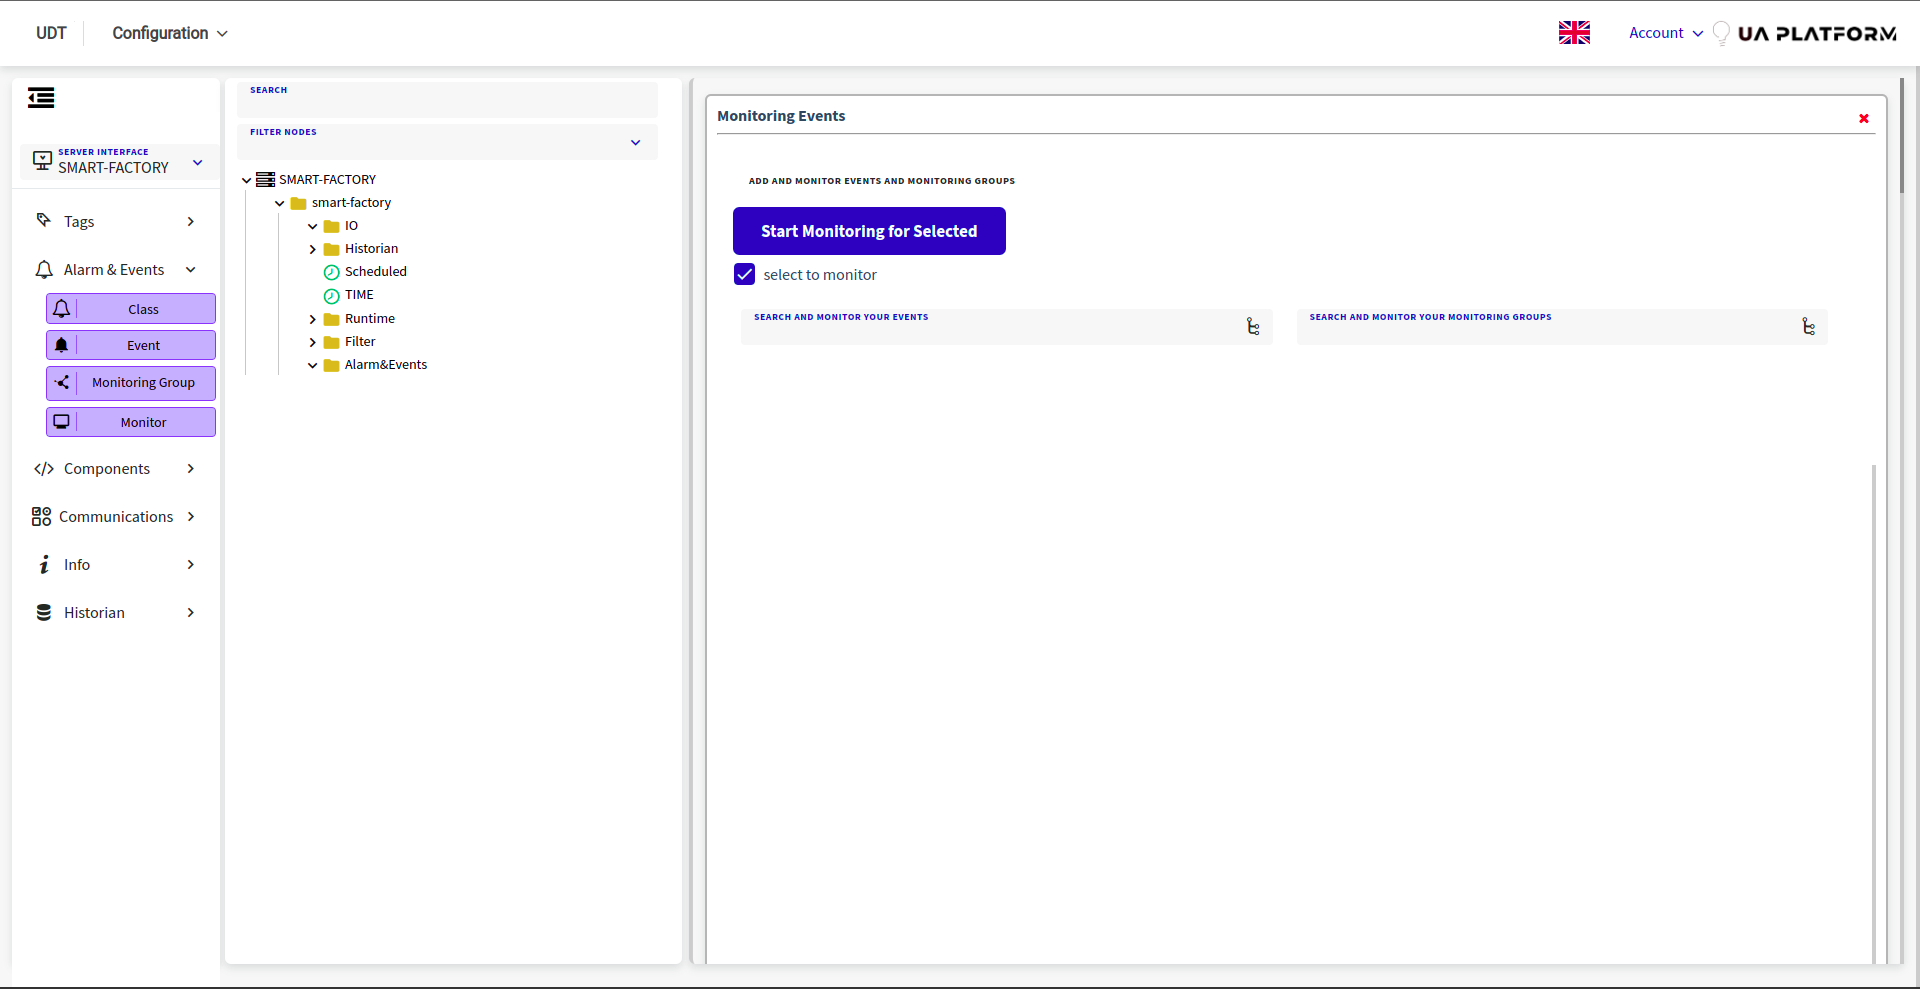 UDT
Configuration
Account
UA PLATFORM
SERVER INTERFACE
SMART-FACTORY
Tags
Alarm & Events
Class
Event
Monitoring Group
Monitor
Components
Communications
Info
Historian
SEARCH
FILTER NODES
SMART-FACTORY
smart-factory
IO
Historian
Scheduled
TIME
Runtime
Filter
Alarm&Events
Monitoring Events
ADD AND MONITOR EVENTS AND MONITORING GROUPS
Start Monitoring for Selected
select to monitor
SEARCH AND MONITOR YOUR EVENTS
SEARCH AND MONITOR YOUR MONITORING GROUPS